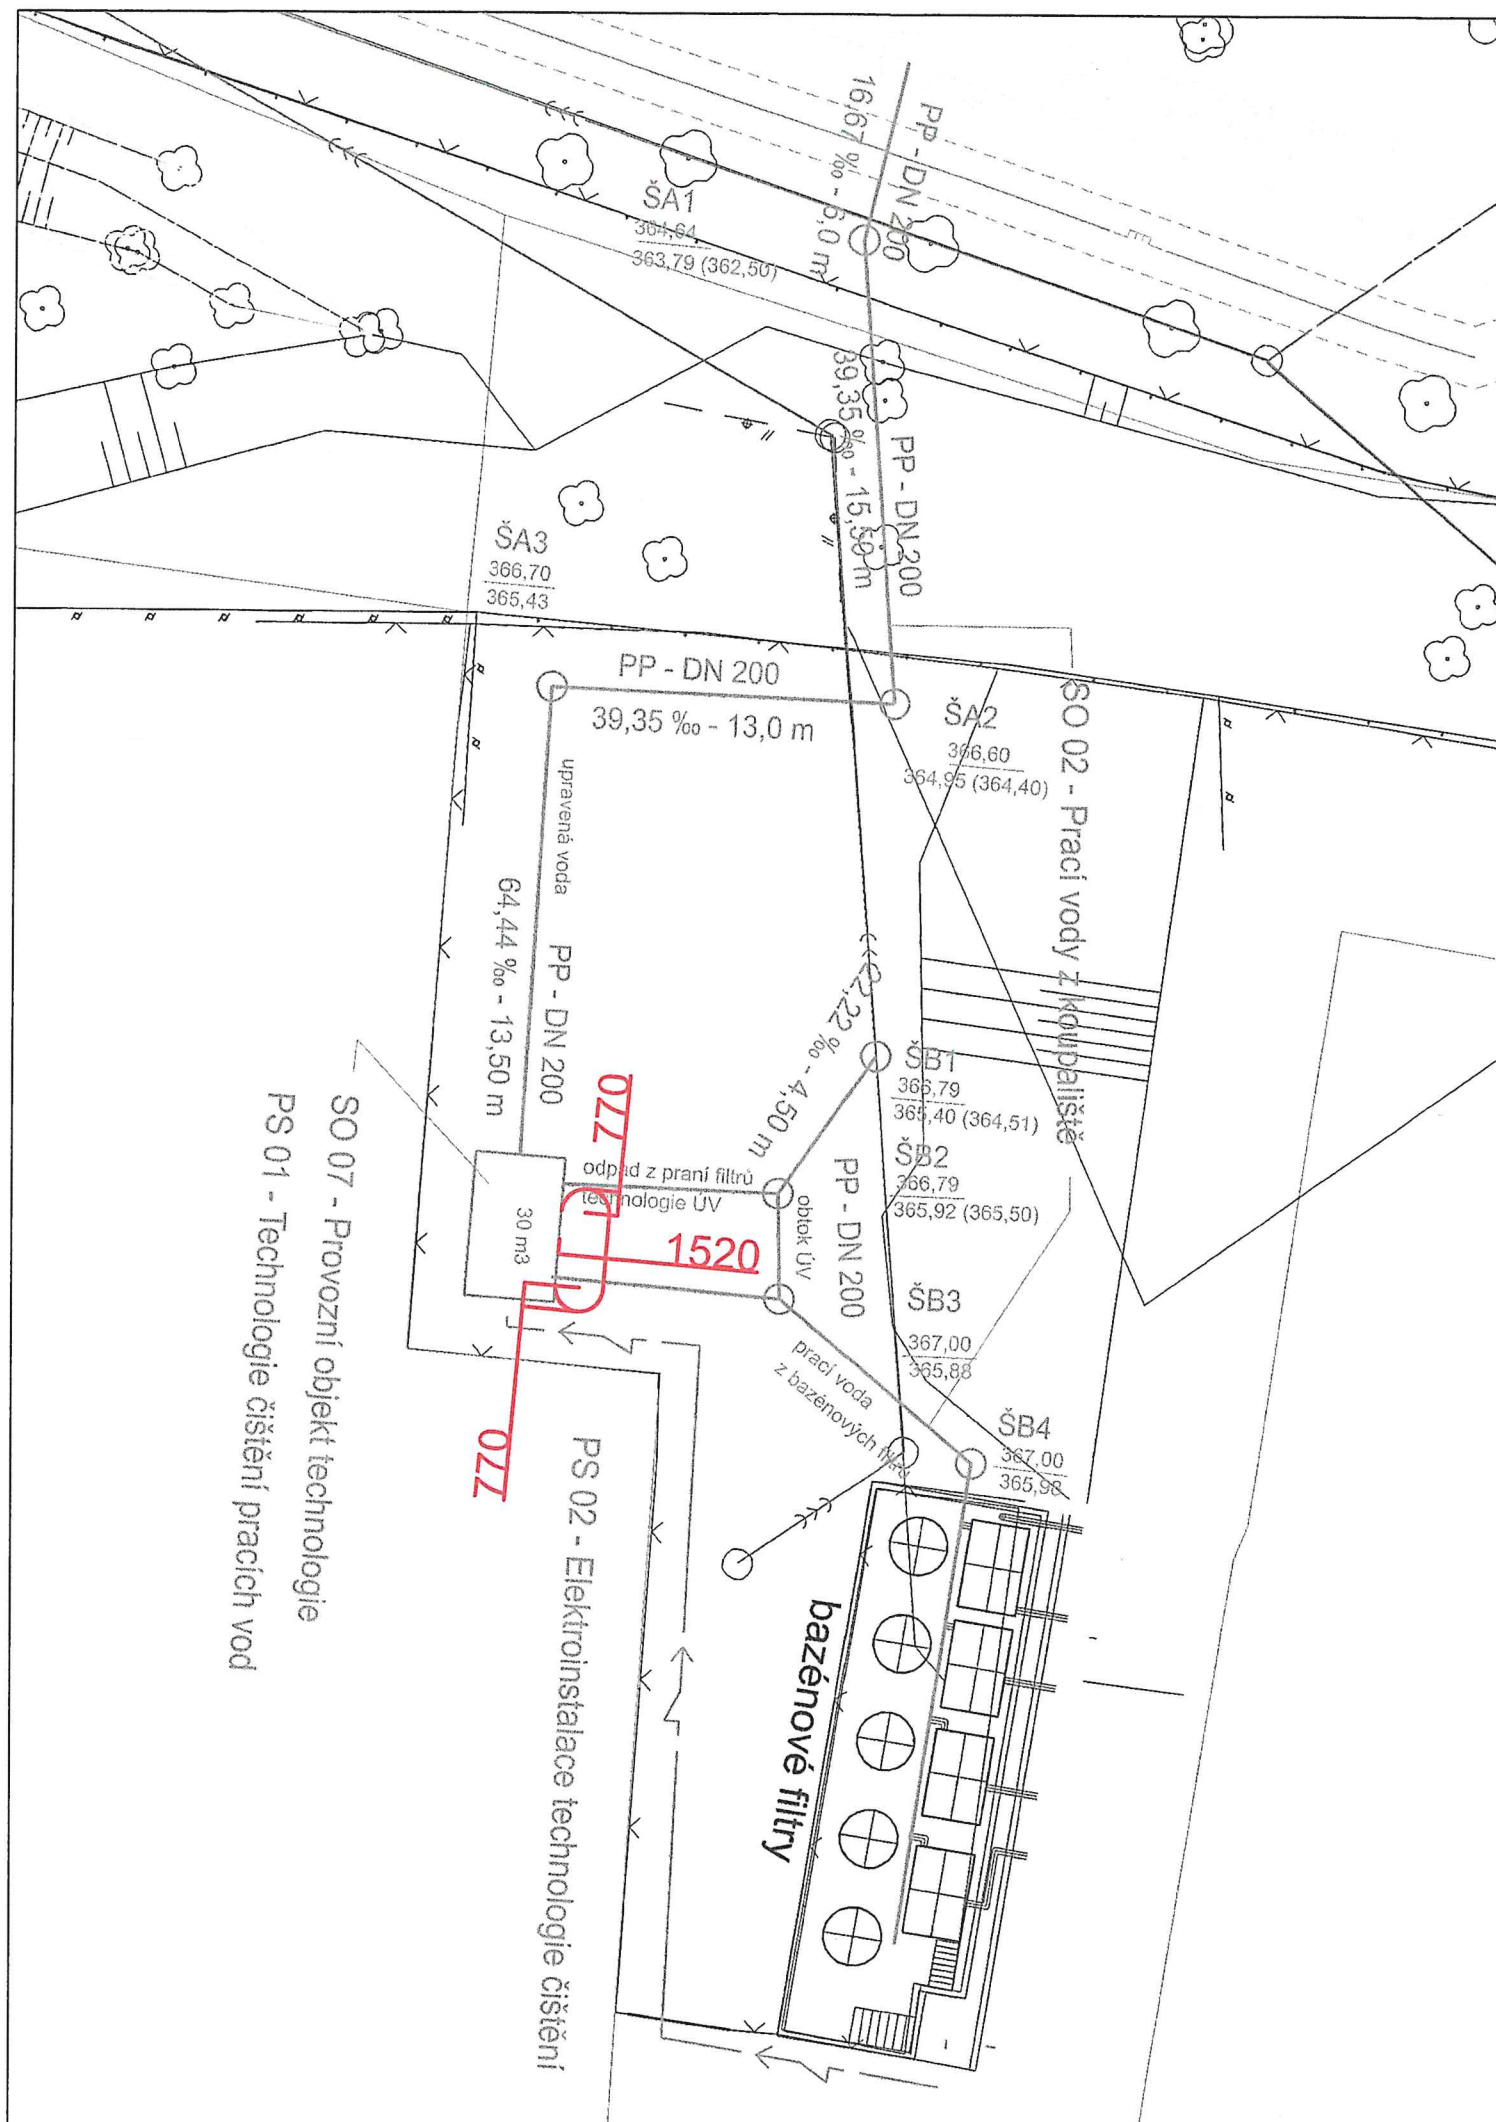 PP - DN 200
16,67 ‰ - 6,0 m
ŠA1
364,64
363,79 (362,50)
39,35 ‰ - 15,50 m
PP - DN 200
ŠA3
366,70
365,43
PP - DN 200
39,35 ‰ - 13,0 m
ŠA2
366,60
364,95 (364,40)
SO 02 - Prací vody z koupaliště
upravená voda
PP - DN 200
64,44 ‰ - 13,50 m
22,22 ‰ - 4,50 m
ŠB1
366,79
365,40 (364,51)
ŠB2
366,79
365,92 (365,50)
PP - DN 200
770
odpad z praní filtrů
technologie ÚV
obtok ÚV
30 m3
1520
ŠB3
367,00
365,88
prací voda
z bazénových filtrů
ŠB4
367,00
365,98
770
SO 07 - Provozní objekt technologie
PS 01 - Technologie čištění pracích vod
PS 02 - Elektroinstalace technologie čištění
bazénové filtry